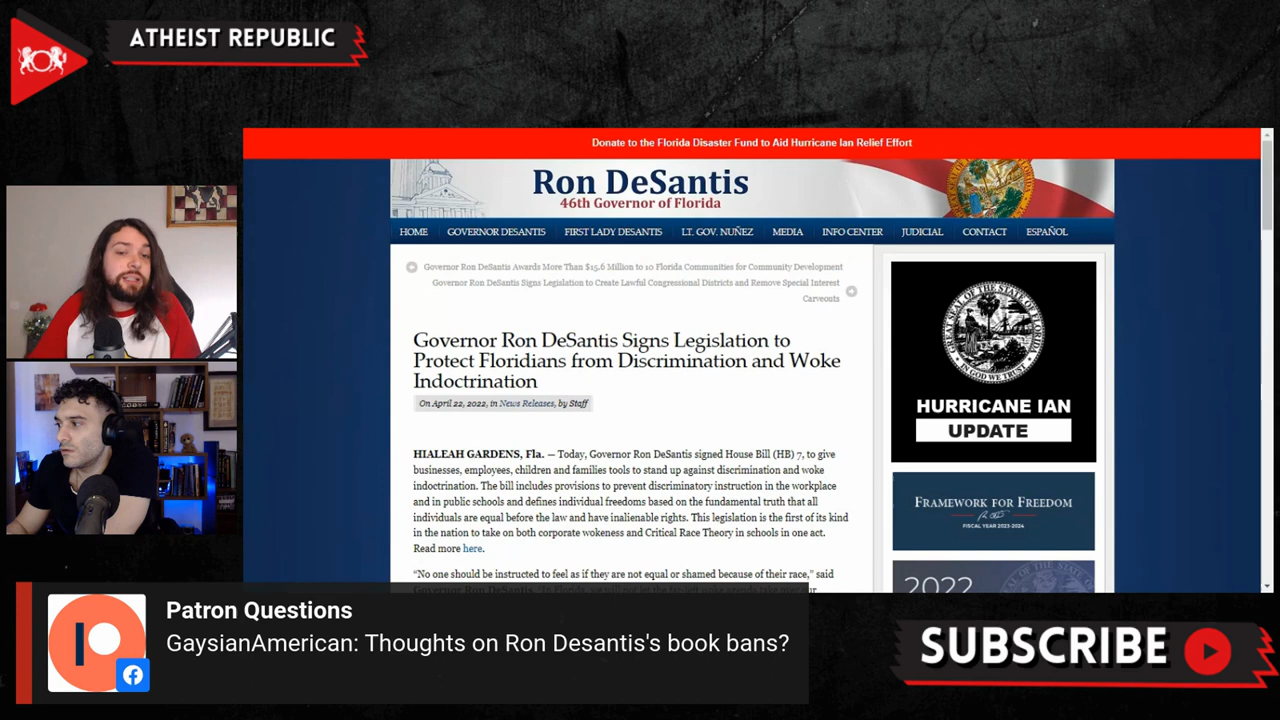 ATHEIST REPUBLIC
Donate to the Florida Disaster Fund to Aid Hurricane Ian Relief Effort
Ron DeSantis
46th Governor of Florida
HOME GOVERNOR DESANTIS FIRST LADY DESANTIS LT. GOV. NUÑEZ MEDIA INFO CENTER JUDICIAL CONTACT ESPAÑOL
Governor Ron DeSantis Awards More Than $15.6 Million to 10 Florida Communities for Community Development
Governor Ron DeSantis Signs Legislation to Create Lawful Congressional Districts and Remove Special Interest
Carveouts
Governor Ron DeSantis Signs Legislation to
Protect Floridians from Discrimination and Woke
Indoctrination
On April 22, 2022, in News Releases, by Staff
HIALEAH GARDENS, Fla. — Today, Governor Ron DeSantis signed House Bill (HB) 7, to give
businesses, employees, children and families tools to stand up against discrimination and woke
indoctrination. The bill includes provisions to prevent discriminatory instruction in the workplace
and in public schools and defines individual freedoms based on the fundamental truth that all
individuals are equal before the law and have inalienable rights. This legislation is the first of its kind
in the nation to take on both corporate wokeness and Critical Race Theory in schools in one act.
Read more here.
“No one should be instructed to feel as if they are not equal or shamed because of their race,” said
IN GOD WE TRUST
HURRICANE IAN
UPDATE
FRAMEWORK FOR FREEDOM
FISCAL YEAR 2023-2024
2022
Patron Questions
GaysianAmerican: Thoughts on Ron Desantis's book bans?
SUBSCRIBE